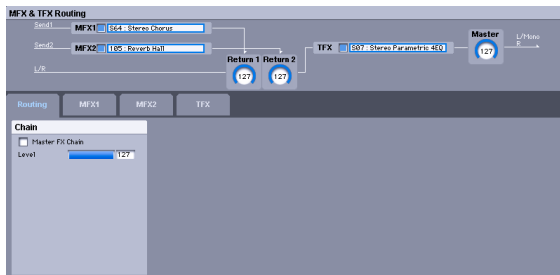 MFX & TFX Routing
Send1 MFX1 S64 : Stereo Chorus
Master L/Mono
R
Send2 MFX2 105 : Reverb Hall
TFX S07 : Stereo Parametric 4EQ 127
Return 1 Return 2
L/R 127 127
Routing MFX1 MFX2 TFX
Chain
Master FX Chain
Level 127